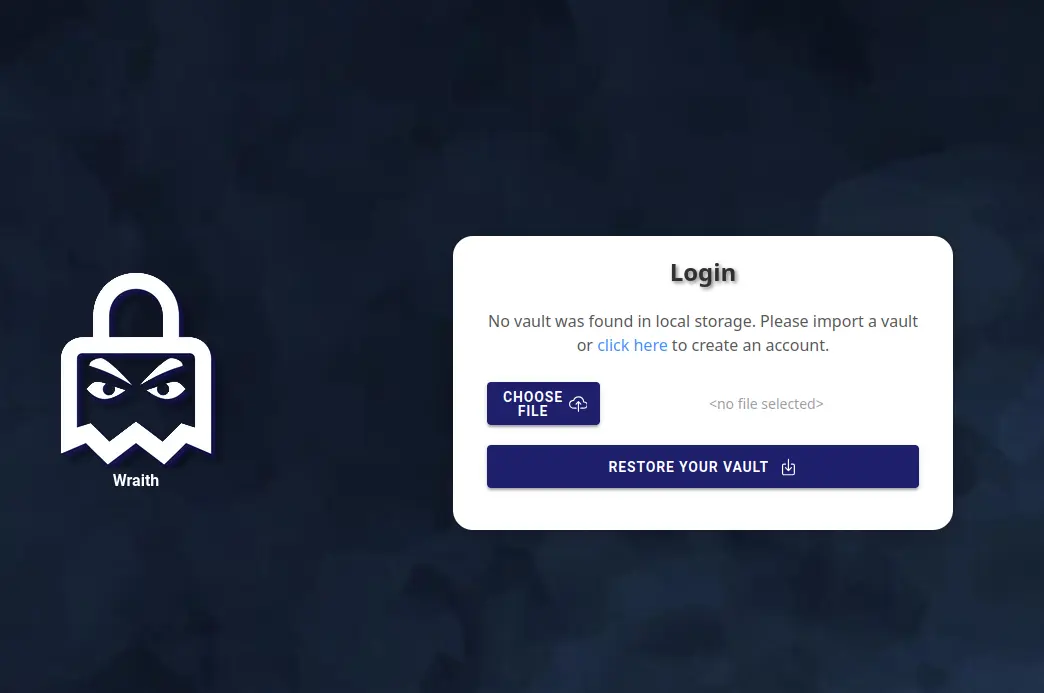 Login
No vault was found in local storage. Please import a vault
or click here to create an account.
CHOOSE
FILE
<no file selected>
RESTORE YOUR VAULT
Wraith